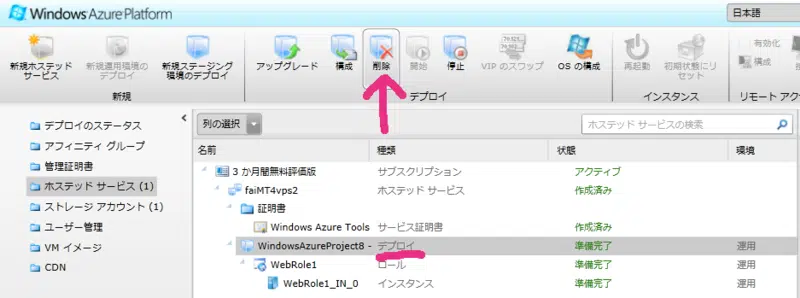 Windows Azure Platform
日本語
新規ホステッド サービス
新規運用環境の デプロイ
新規ステージング 環境のデプロイ
アップグレード
構成
削除
開始
停止
VIP のスワップ
OS の構成
再起動
初期状態にリ セット
有効化
構成
新規
デプロイ
インスタンス
リモート アク
デプロイのステータス
アフィニティ グループ
管理証明書
ホステッド サービス (1)
ストレージ アカウント (1)
ユーザー管理
VM イメージ
CDN
列の選択
ホステッド サービスの検索
名前 種類 状態 環境
3 か月間無料評価版 サブスクリプション アクティブ
faiMT4vps2 ホステッド サービス 作成済み
証明書
Windows Azure Tools サービス証明書 作成済み
WindowsAzureProject8 - デプロイ 準備完了 運用
WebRole1 ロール 準備完了 運用
WebRole1_IN_0 インスタンス 準備完了 運用